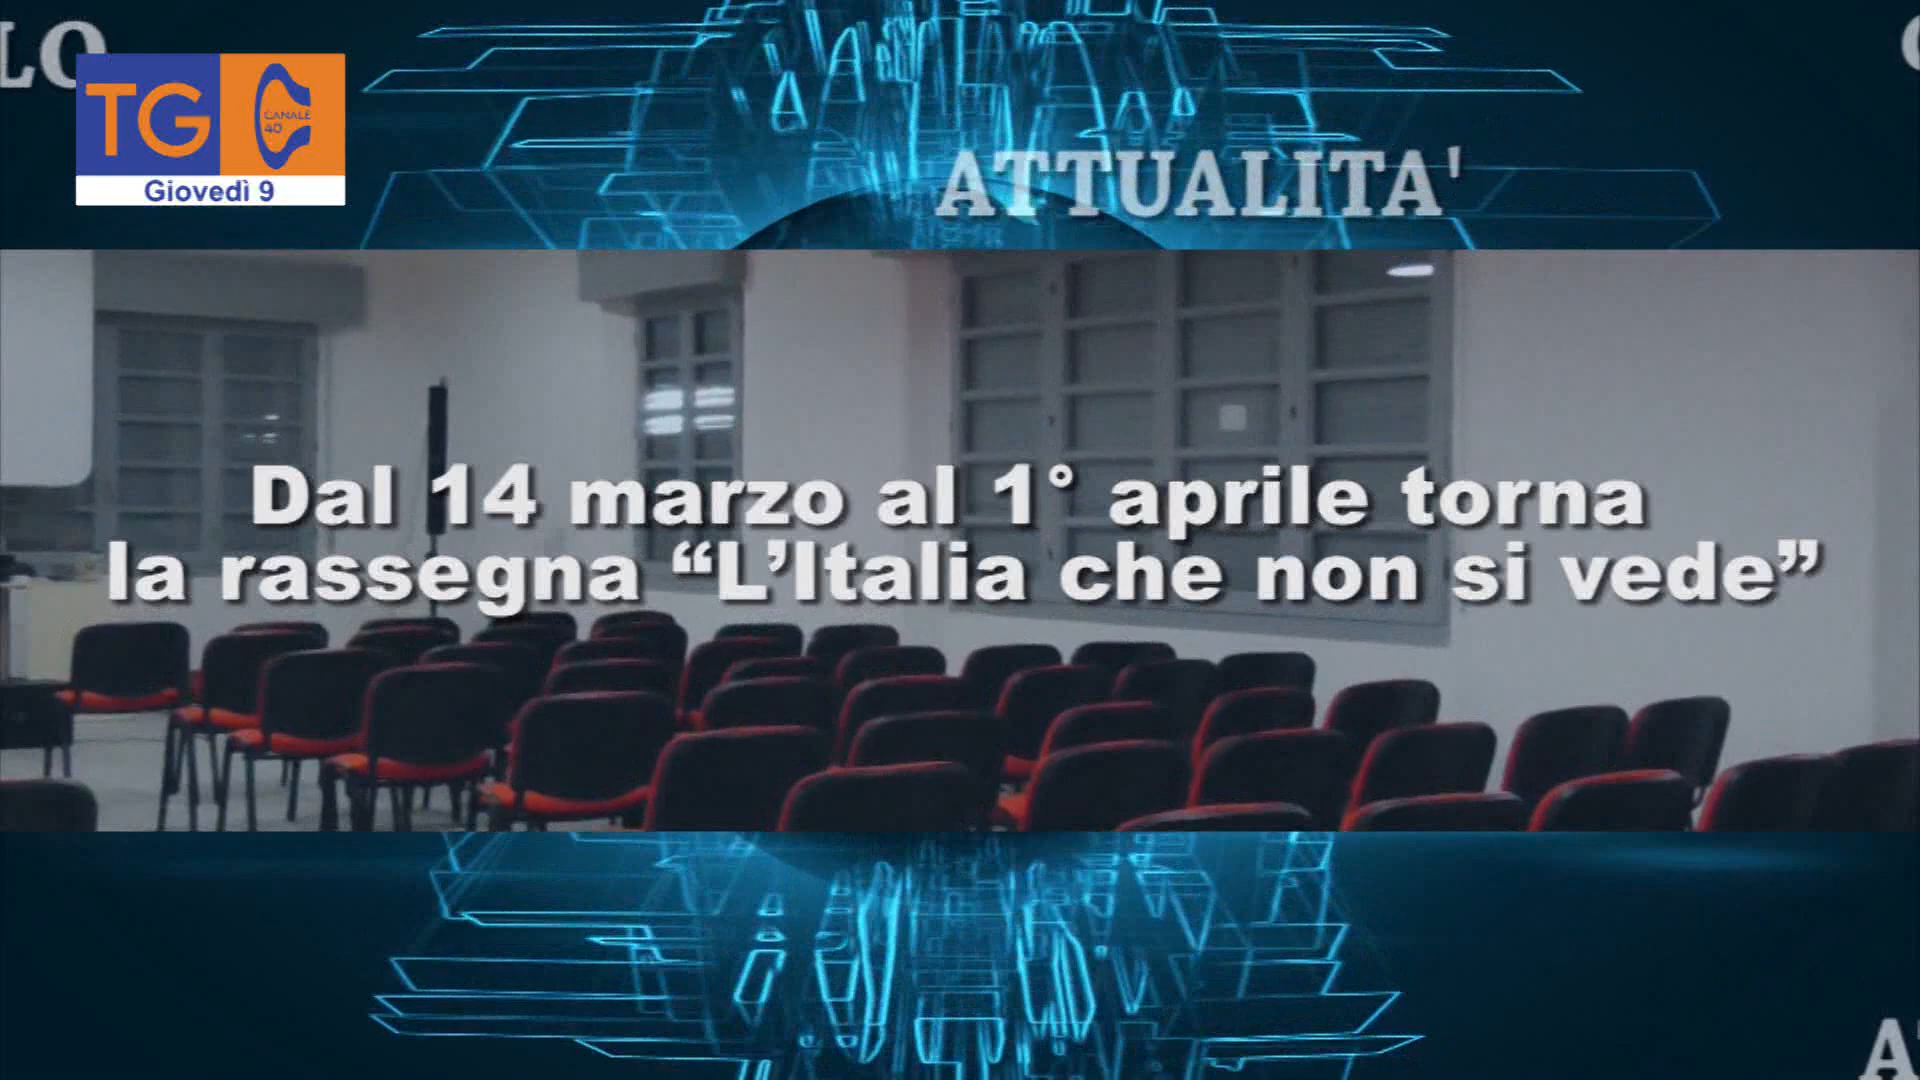 LO
TG
CANALE
40
Giovedì 9
ATTUALITA'
Dal 14 marzo al 1° aprile torna
la rassegna “L’Italia che non si vede”